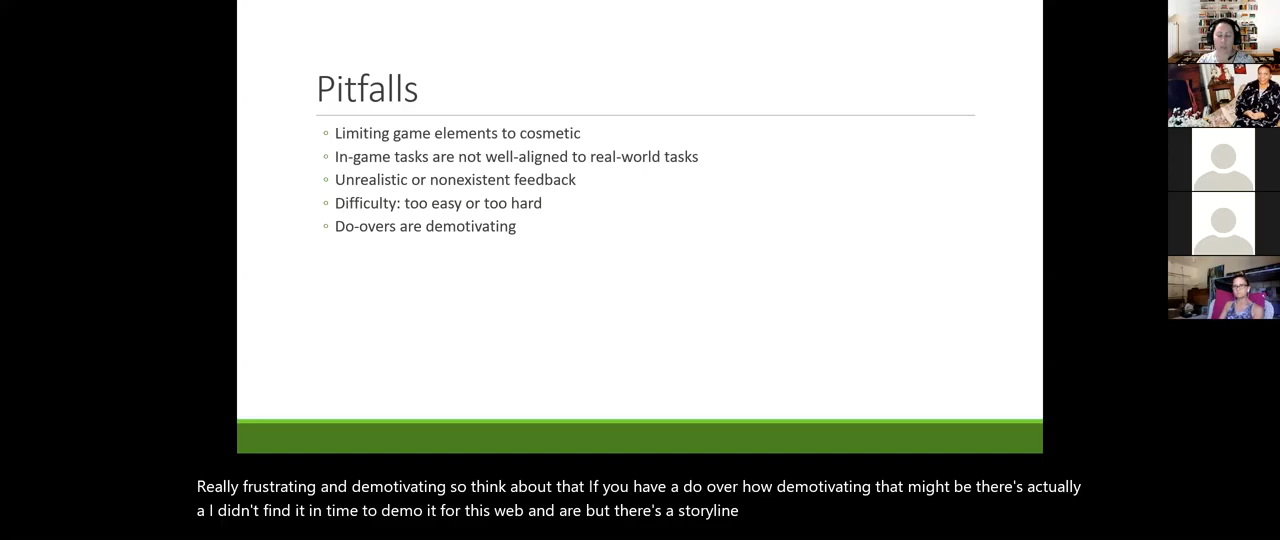 Pitfalls
Limiting game elements to cosmetic
In-game tasks are not well-aligned to real-world tasks
Unrealistic or nonexistent feedback
Difficulty: too easy or too hard
Do-overs are demotivating
Really frustrating and demotivating so think about that If you have a do over how demotivating that might be there's actually
a I didn't find it in time to demo it for this web and are but there's a storyline